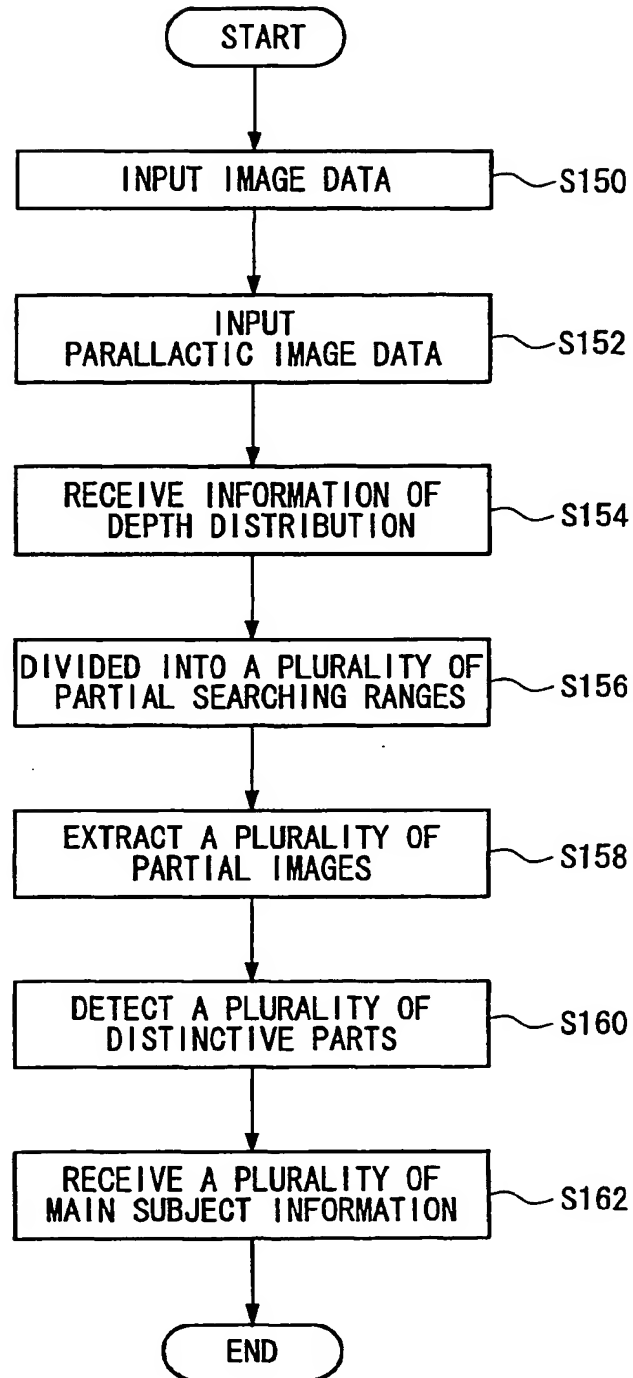 START
INPUT IMAGE DATA
S150
INPUT
PARALLACTIC IMAGE DATA
S152
RECEIVE INFORMATION OF
DEPTH DISTRIBUTION
S154
DIVIDED INTO A PLURALITY OF
PARTIAL SEARCHING RANGES
S156
EXTRACT A PLURALITY OF
PARTIAL IMAGES
S158
DETECT A PLURALITY OF
DISTINCTIVE PARTS
S160
RECEIVE A PLURALITY OF
MAIN SUBJECT INFORMATION
S162
END